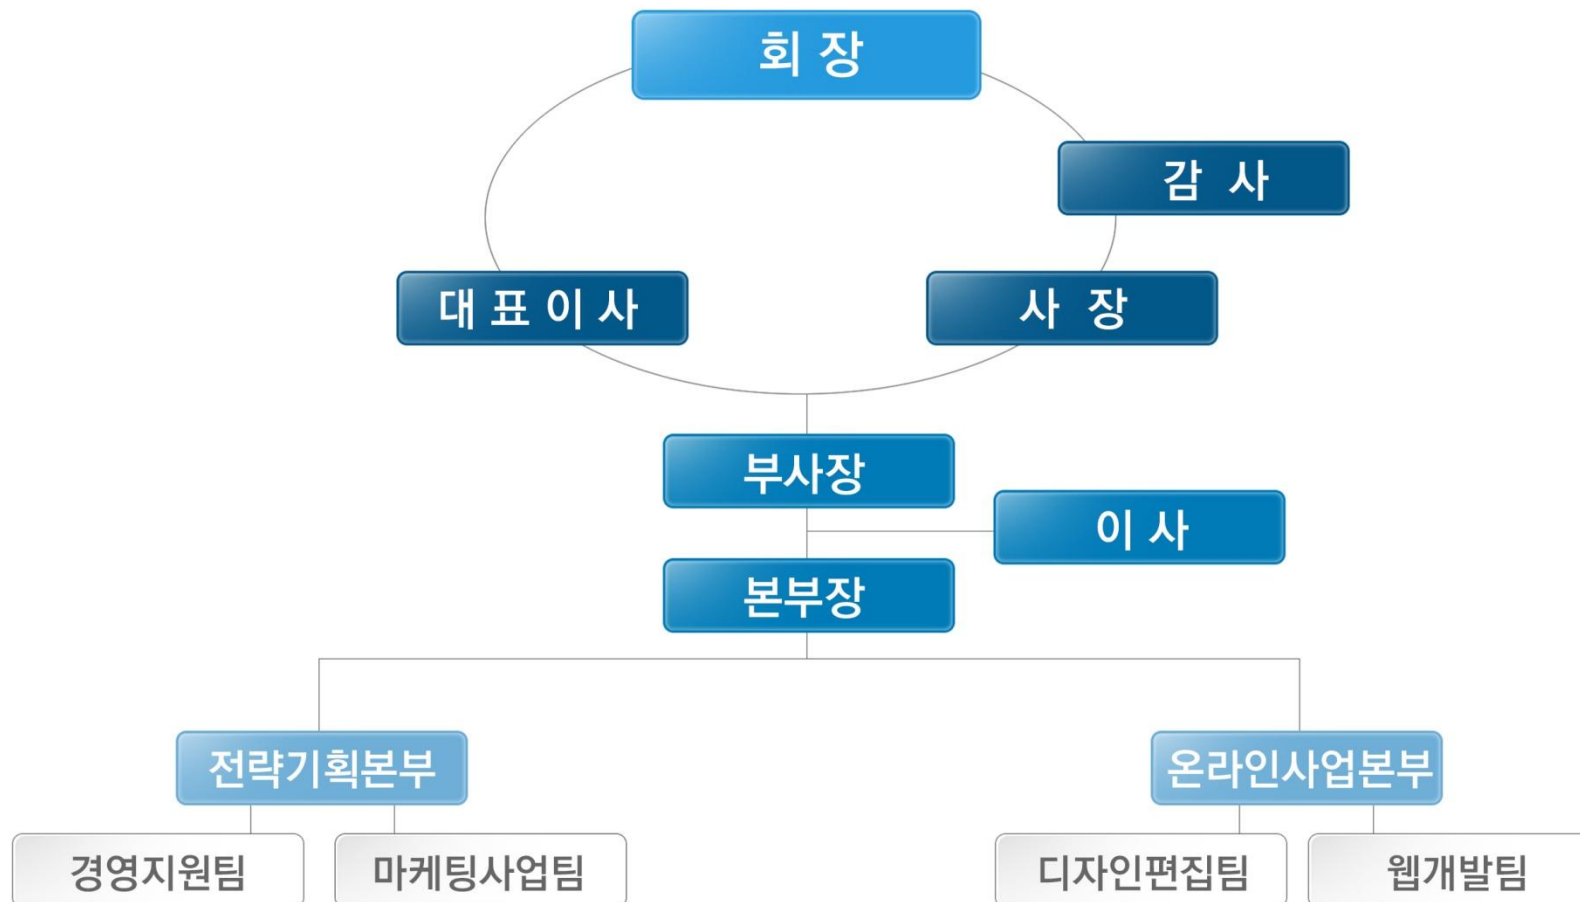 회 장
감 사
대 표 이 사
사 장
부사장
이 사
본부장
전략기획본부
온라인사업본부
경영지원팀
마케팅사업팀
디자인편집팀
웹개발팀